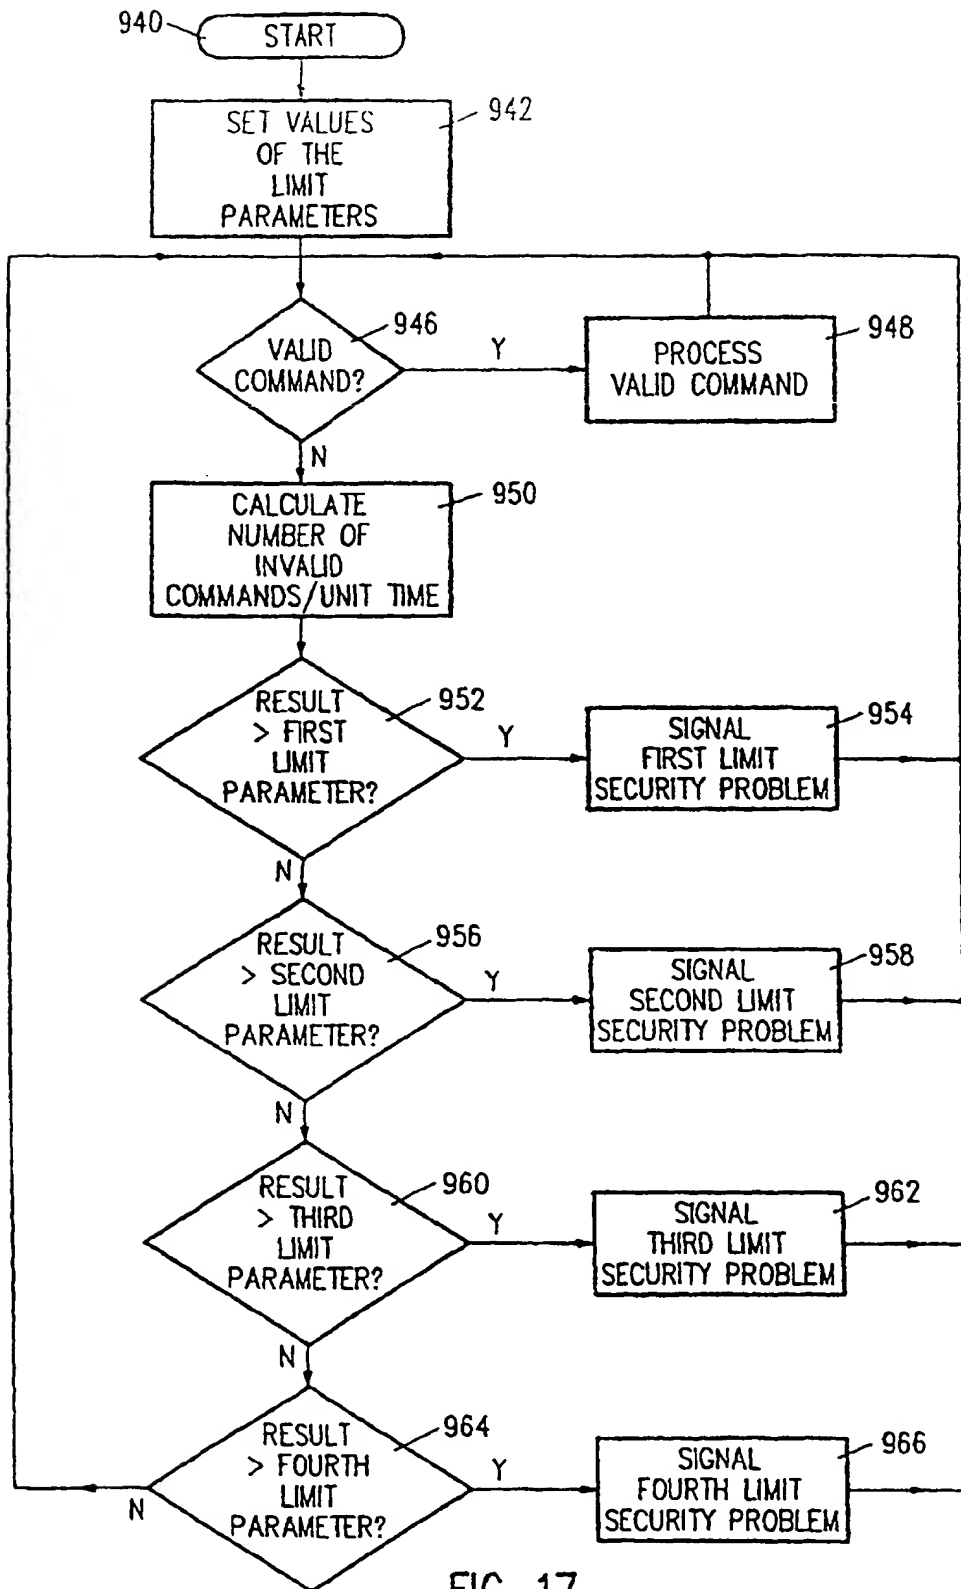 940
START
942
SET VALUES
OF THE
LIMIT
PARAMETERS
946
VALID
COMMAND?
Y
948
PROCESS
VALID COMMAND
N
950
CALCULATE
NUMBER OF
INVALID
COMMANDS/UNIT TIME
952
RESULT
> FIRST
LIMIT
PARAMETER?
Y
954
SIGNAL
FIRST LIMIT
SECURITY PROBLEM
N
956
RESULT
> SECOND
LIMIT
PARAMETER?
Y
958
SIGNAL
SECOND LIMIT
SECURITY PROBLEM
N
960
RESULT
> THIRD
LIMIT
PARAMETER?
Y
962
SIGNAL
THIRD LIMIT
SECURITY PROBLEM
N
964
RESULT
> FOURTH
LIMIT
PARAMETER?
N
Y
966
SIGNAL
FOURTH LIMIT
SECURITY PROBLEM
FIG. 17